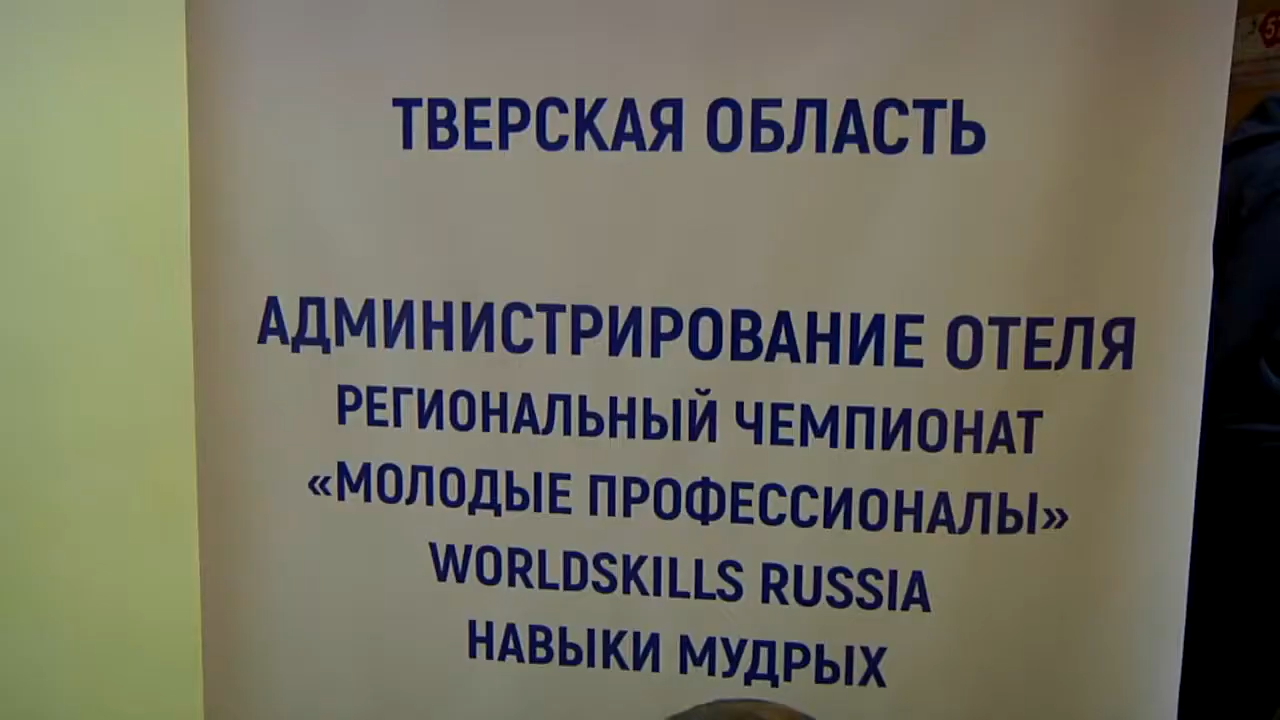 ТВЕРСКАЯ ОБЛАСТЬ
АДМИНИСТРИРОВАНИЕ ОТЕЛЯ
РЕГИОНАЛЬНЫЙ ЧЕМПИОНАТ
«МОЛОДЫЕ ПРОФЕССИОНАЛЫ»
WORLDSKILLS RUSSIA
НАВЫКИ МУДРЫХ